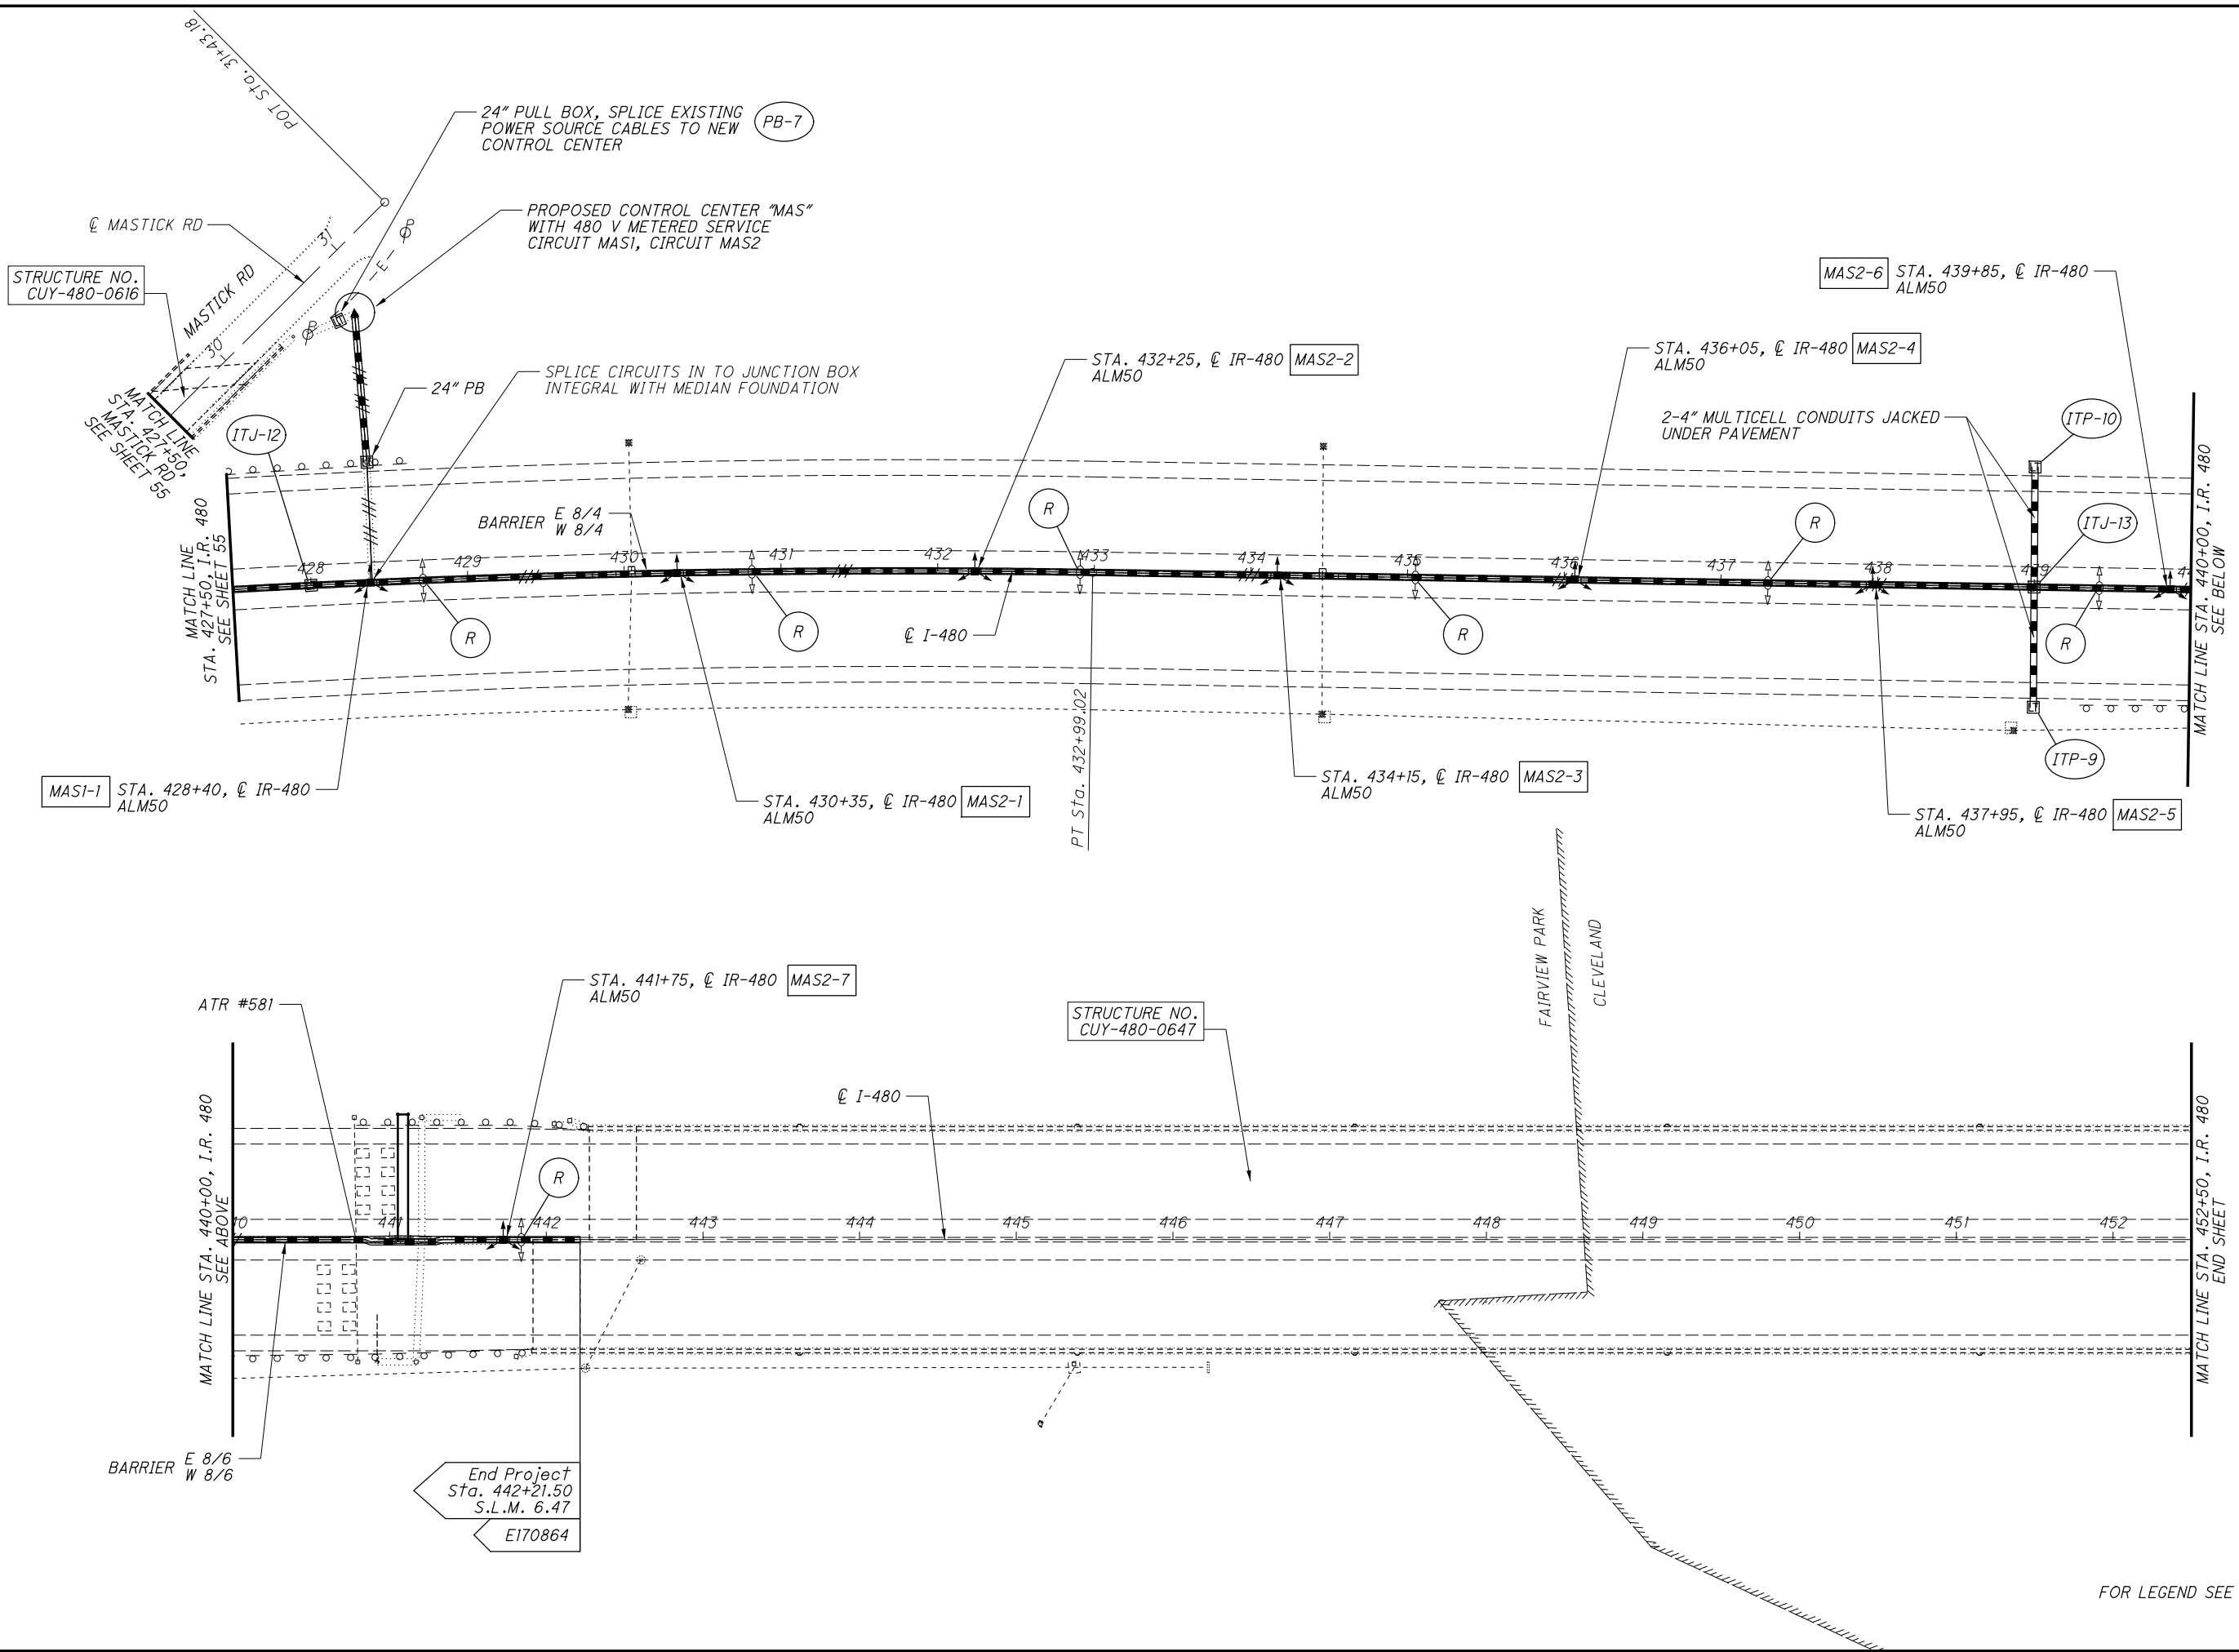 POT Sta. 31+43.18
24" PULL BOX, SPLICE EXISTING
POWER SOURCE CABLES TO NEW
CONTROL CENTER
PB-7
PROPOSED CONTROL CENTER "MAS"
WITH 480 V METERED SERVICE
CIRCUIT MAS1, CIRCUIT MAS2
℄ MASTICK RD
STRUCTURE NO.
CUY-480-0616
MASTICK RD
30
31
E
MATCH LINE
STA. 427+50,
MASTICK RD
SEE SHEET 55
ITJ-12
24" PB
SPLICE CIRCUITS IN TO JUNCTION BOX
INTEGRAL WITH MEDIAN FOUNDATION
STA. 432+25, ℄ IR-480 MAS2-2
ALM50
STA. 436+05, ℄ IR-480 MAS2-4
ALM50
MAS2-6 STA. 439+85, ℄ IR-480
ALM50
2-4" MULTICELL CONDUITS JACKED
UNDER PAVEMENT
ITP-10
ITJ-13
MATCH LINE
STA. 427+50, I.R. 480
SEE SHEET 55
BARRIER E 8/4
W 8/4
R
R
428 429 430 431 432 433 434 435 436 437 438 439
R
R
℄ I-480
R
R
MATCH LINE STA. 440+00, I.R. 480
SEE BELOW
PT Sta. 432+99.02
ITP-9
MAS1-1 STA. 428+40, ℄ IR-480
ALM50
STA. 430+35, ℄ IR-480 MAS2-1
ALM50
STA. 434+15, ℄ IR-480 MAS2-3
ALM50
STA. 437+95, ℄ IR-480 MAS2-5
ALM50
FAIRVIEW PARK
CLEVELAND
ATR #581
STA. 441+75, ℄ IR-480 MAS2-7
ALM50
STRUCTURE NO.
CUY-480-0647
℄ I-480
R
MATCH LINE STA. 440+00, I.R. 480
SEE ABOVE
441 442 443 444 445 446 447 448 449 450 451 452
MATCH LINE STA. 452+50, I.R. 480
END SHEET
BARRIER E 8/6
W 8/6
End Project
Sta. 442+21.50
S.L.M. 6.47
E170864
FOR LEGEND SEE